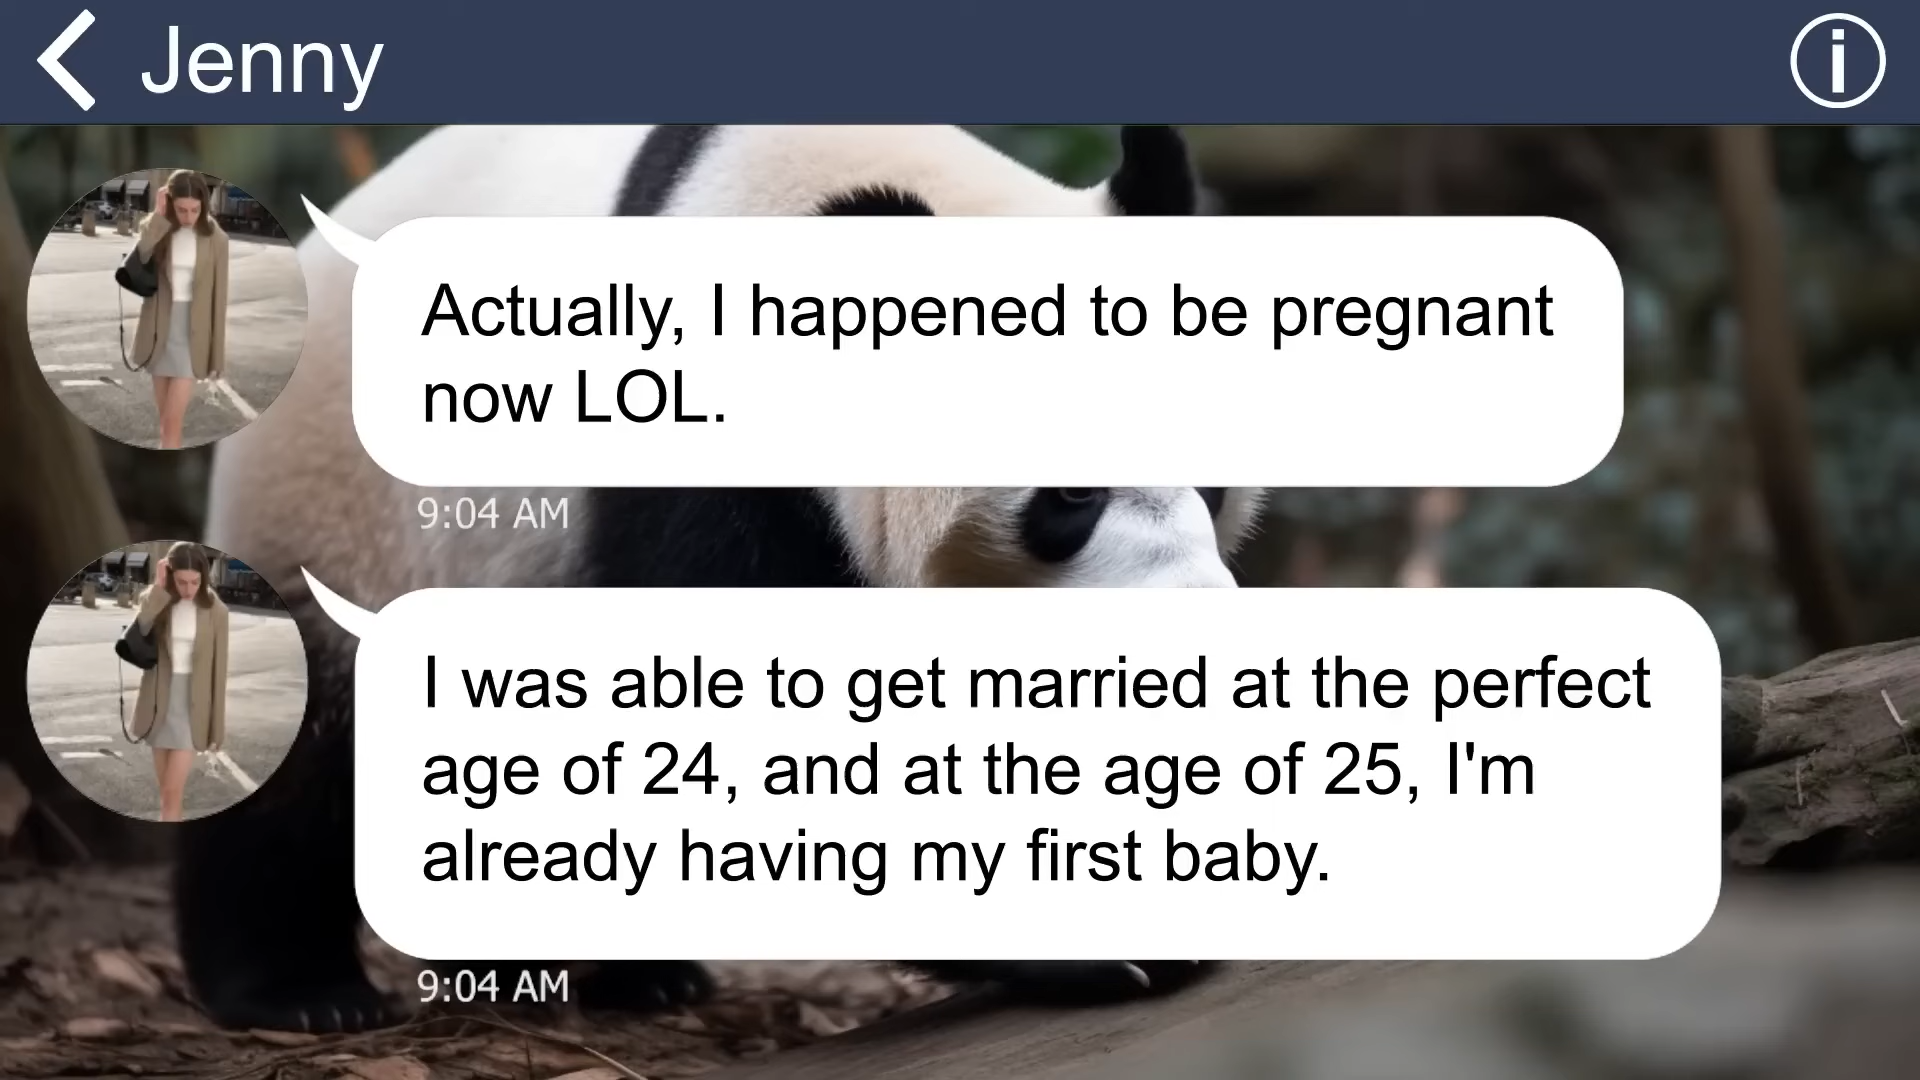 Jenny
Actually, I happened to be pregnant
now LOL.
9:04 AM
I was able to get married at the perfect
age of 24, and at the age of 25, I'm
already having my first baby.
9:04 AM